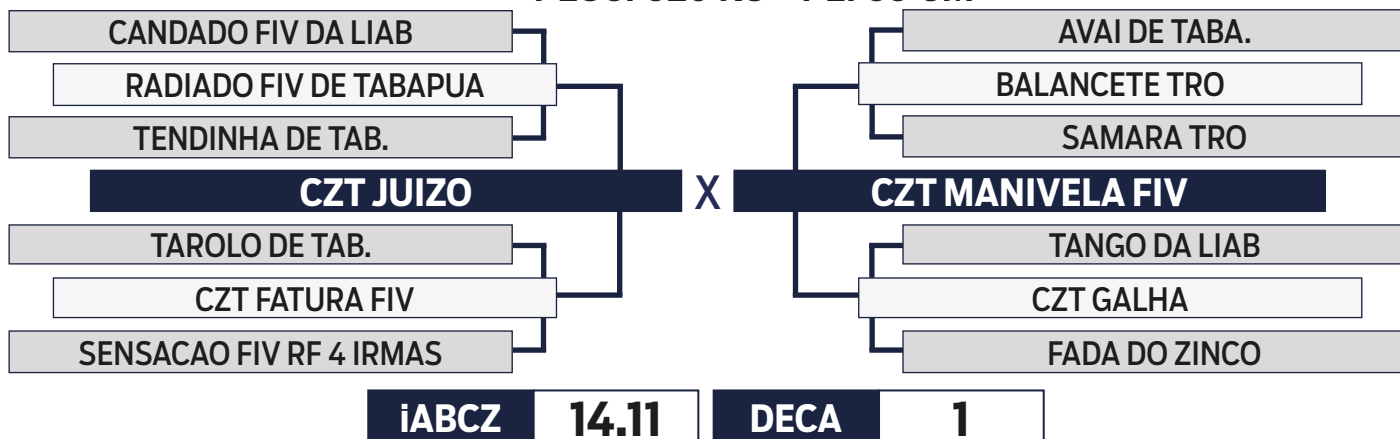 CANDADO FIV DA LIAB
AVAI DE TABA.
RADIADO FIV DE TABAPUA
BALANCETE TRO
TENDINHA DE TAB.
SAMARA TRO
CZT JUIZO X CZT MANIVELA FIV
TAROLO DE TAB.
TANGO DA LIAB
CZT FATURA FIV
CZT GALHA
SENSACAO FIV RF 4 IRMAS
FADA DO ZINCO
iABCZ 14.11 DECA 1